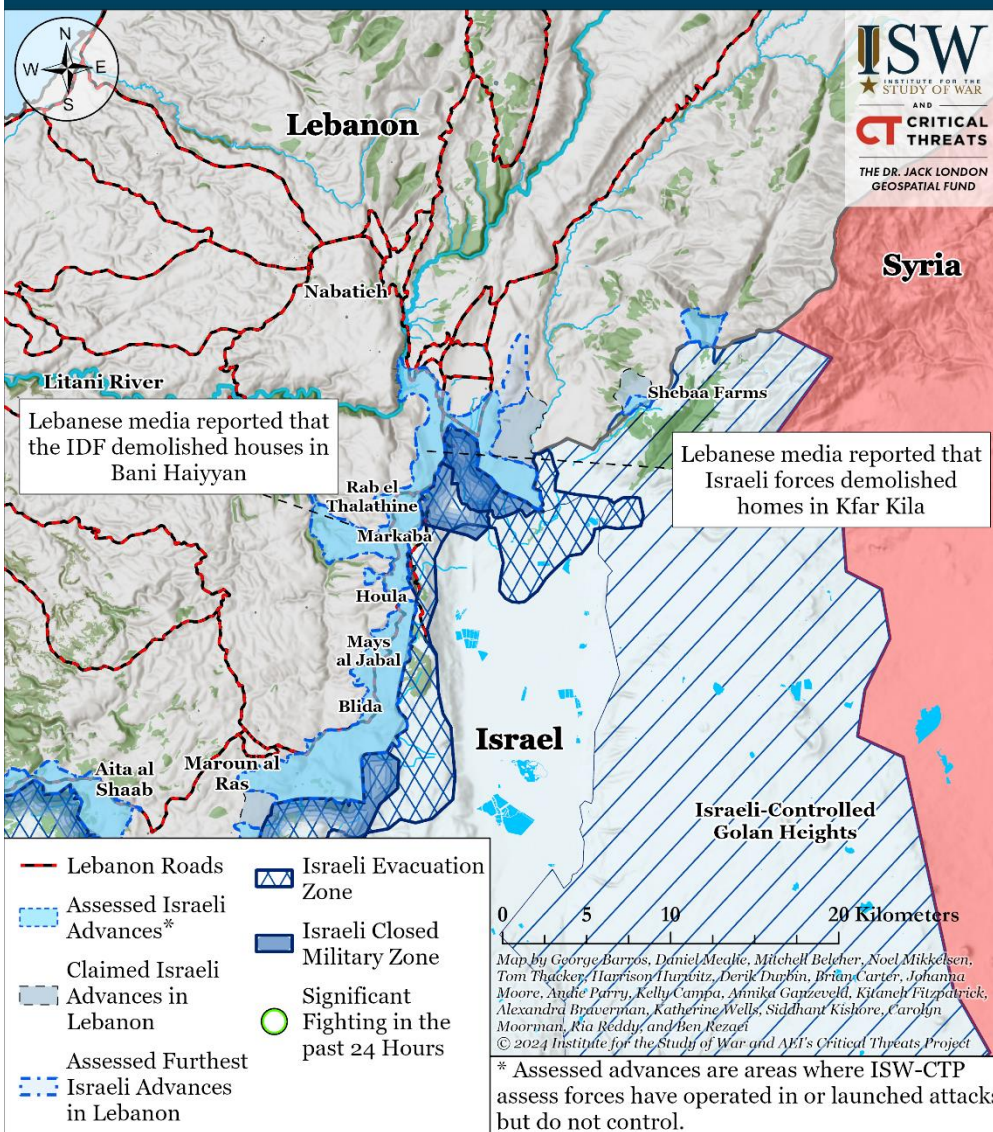 N
W E
S
ISW
INSTITUTE FOR THE
STUDY OF WAR
AND
CT CRITICAL
THREATS
THE DR. JACK LONDON
GEOSPATIAL FUND
Lebanon
Syria
Nabatieh
Litani River
Shebaa Farms
Lebanese media reported that
the IDF demolished houses in
Bani Haiyyan
Lebanese media reported that
Israeli forces demolished
homes in Kfar Kila
Rab el
Thalathine
Markaba
Houla
Mays
al Jabal
Blida
Israel
Aita al
Shaab
Maroun al
Ras
Israeli-Controlled
Golan Heights
Lebanon Roads
Assessed Israeli
Advances*
Claimed Israeli
Advances in
Lebanon
Assessed Furthest
Israeli Advances
in Lebanon
Israeli Evacuation
Zone
Israeli Closed
Military Zone
Significant
Fighting in the
past 24 Hours
0 5 10 20 Kilometers
Map by George Barros, Daniel Mealie, Mitchell Belcher, Noel Mikkelsen,
Tom Thacker, Harrison Hurwitz, Derik Durbin, Brian Carter, Johanna
Moore, Andie Parry, Kelly Campa, Annika Ganzeveld, Kitaneh Fitzpatrick,
Alexandra Braverman, Katherine Wells, Siddhant Kishore, Carolyn
Moorman, Ria Reddy, and Ben Rezaei
© 2024 Institute for the Study of War and AEI's Critical Threats Project
* Assessed advances are areas where ISW-CTP
assess forces have operated in or launched attacks
but do not control.